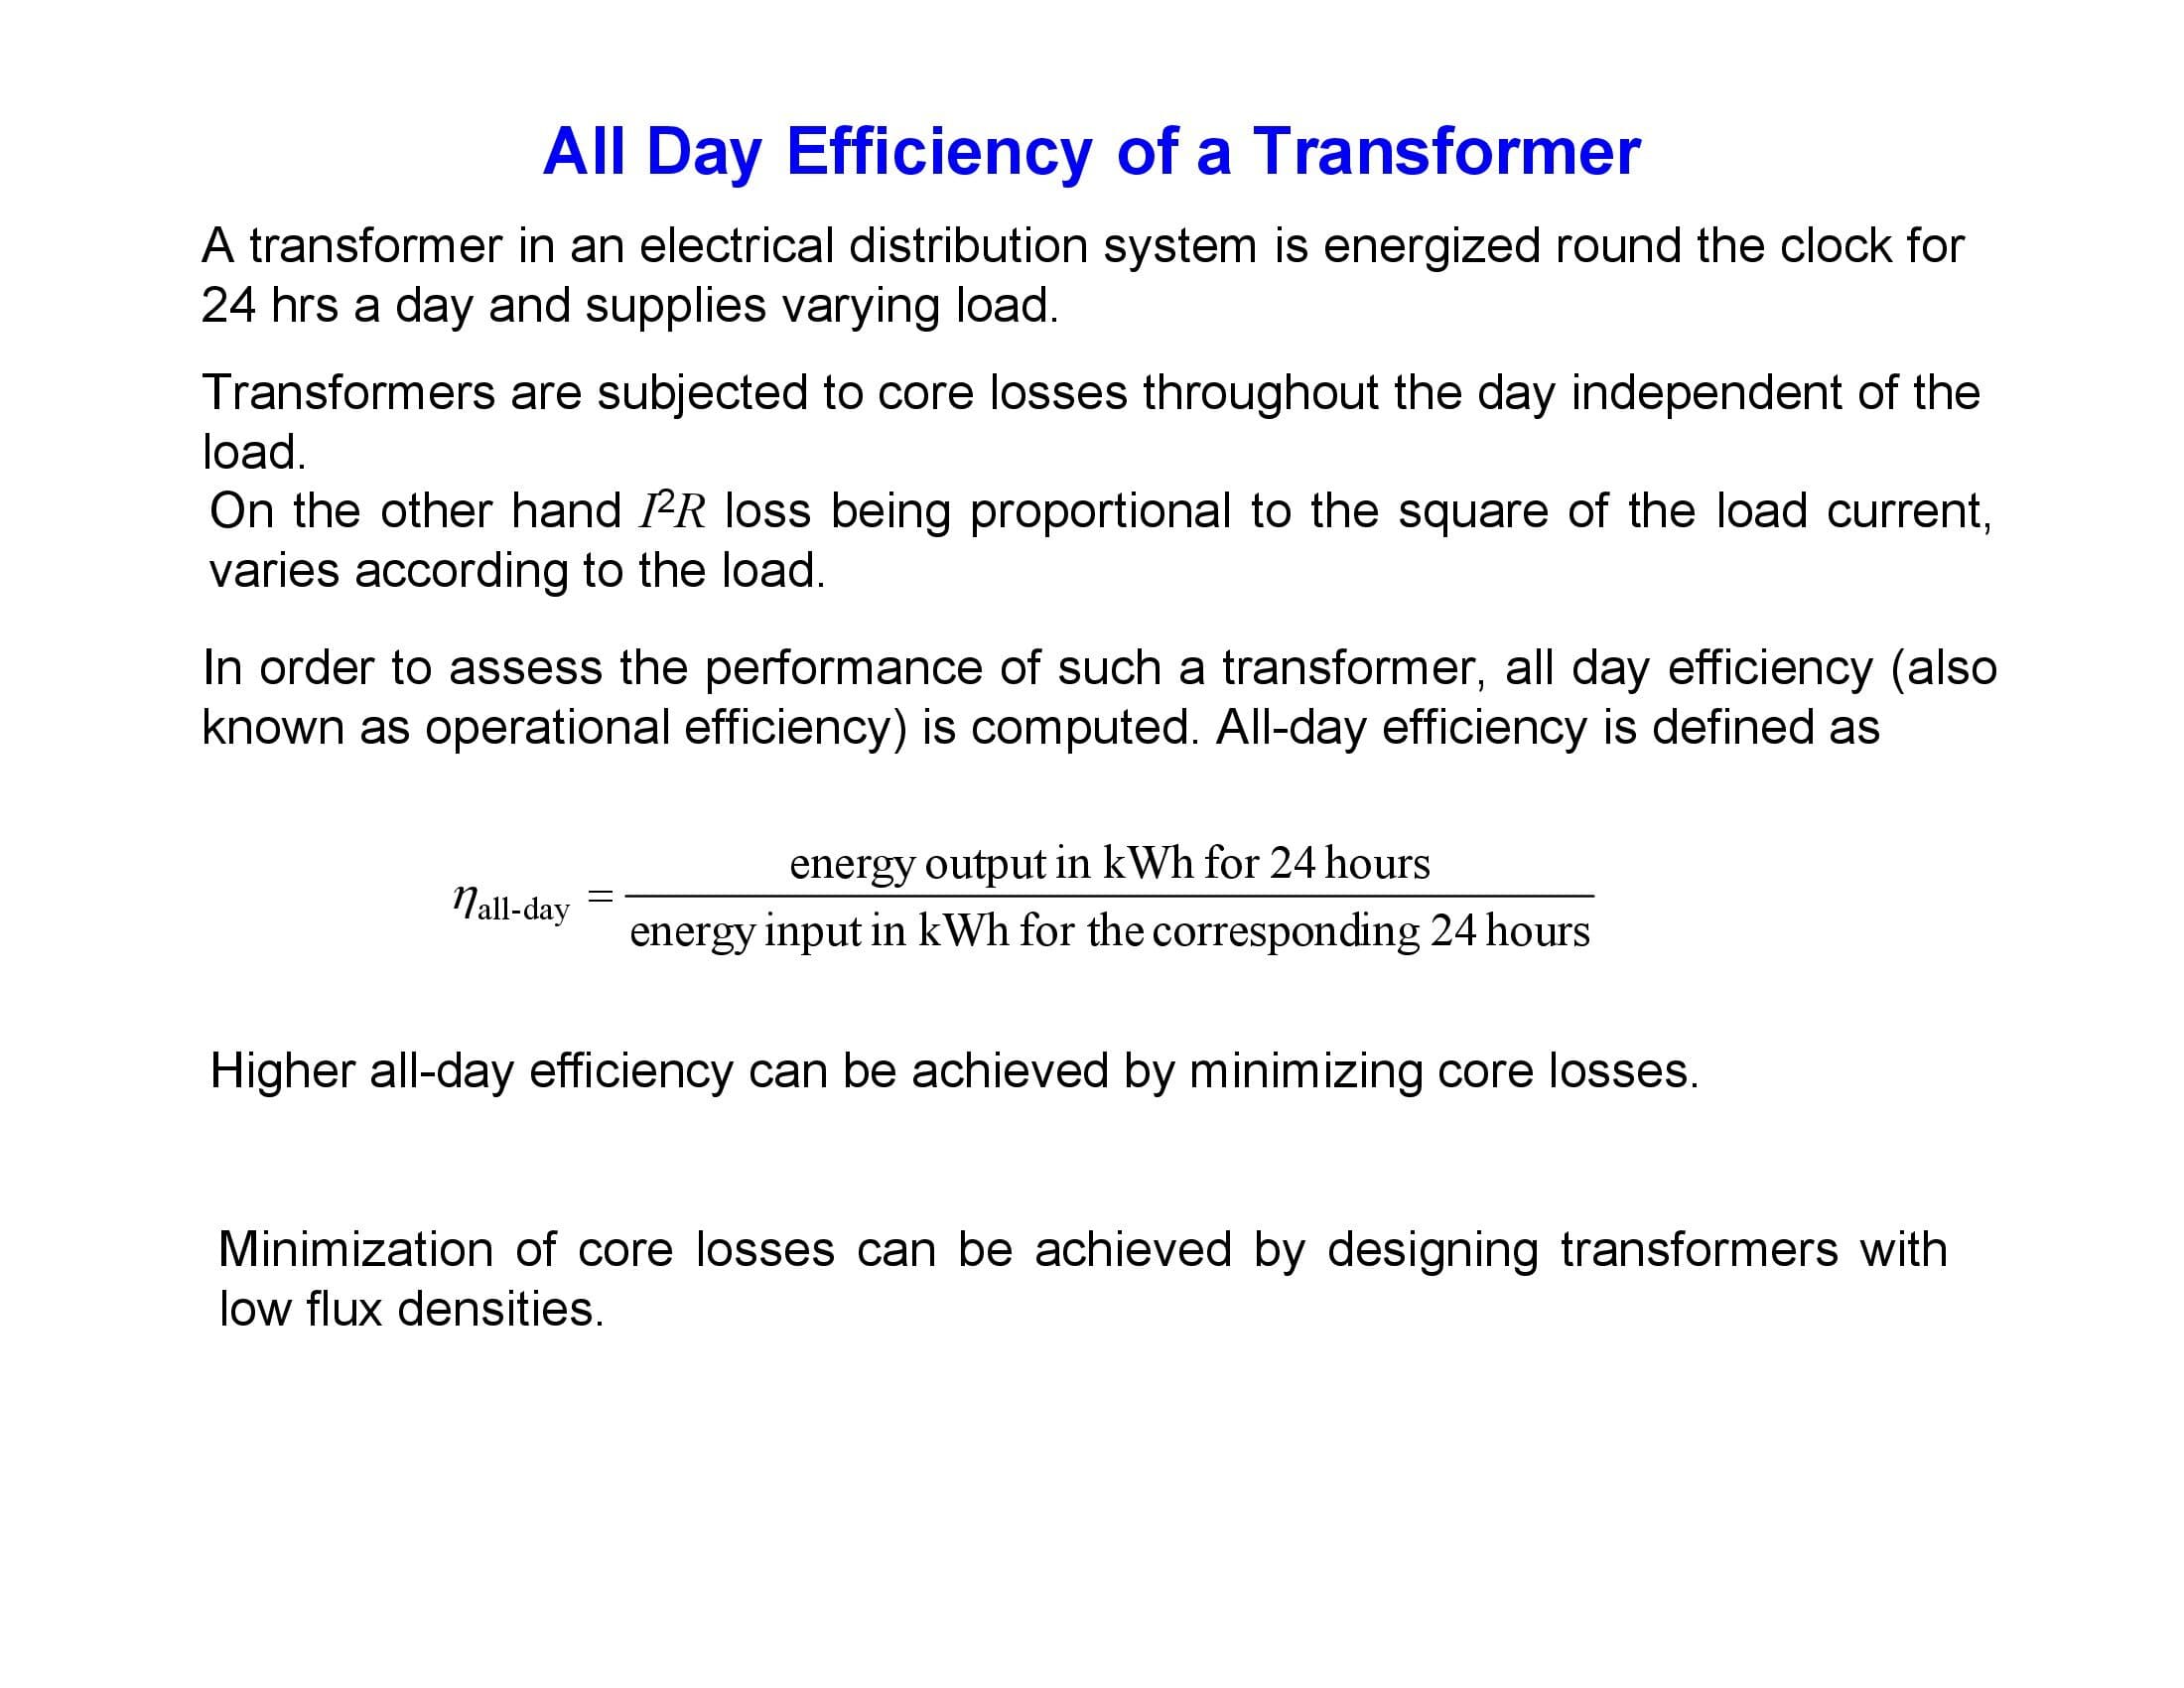 All Day Efficiency of a Transformer
A transformer in an electrical distribution system is energized round the clock for
24 hrs a day and supplies varying load.
Transformers are subjected to core losses throughout the day independent of the
load.
On the other hand I²R loss being proportional to the square of the load current,
varies according to the load.
In order to assess the performance of such a transformer, all day efficiency (also
known as operational efficiency) is computed. All-day efficiency is defined as
η all-day = energy output in kWh for 24 hours
energy input in kWh for the corresponding 24 hours
Higher all-day efficiency can be achieved by minimizing core losses.
Minimization of core losses can be achieved by designing transformers with
low flux densities.